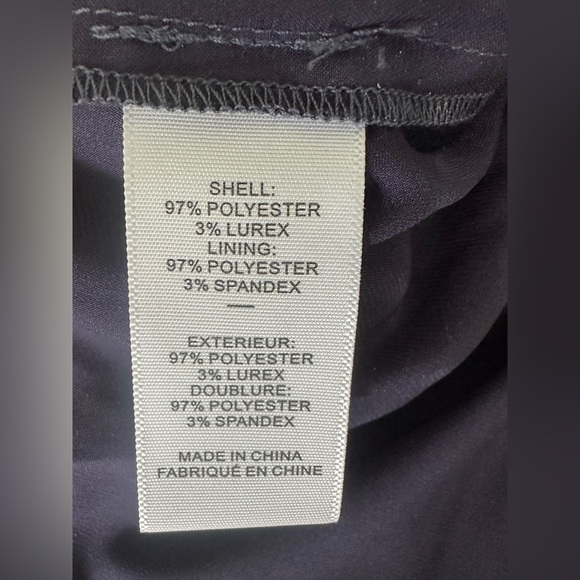 SHELL:
97% POLYESTER
3% LUREX
LINING:
97% POLYESTER
3% SPANDEX
—
EXTERIEUR:
97% POLYESTER
3% LUREX
DOUBLURE:
97% POLYESTER
3% SPANDEX
MADE IN CHINA
FABRIQUÉ EN CHINE